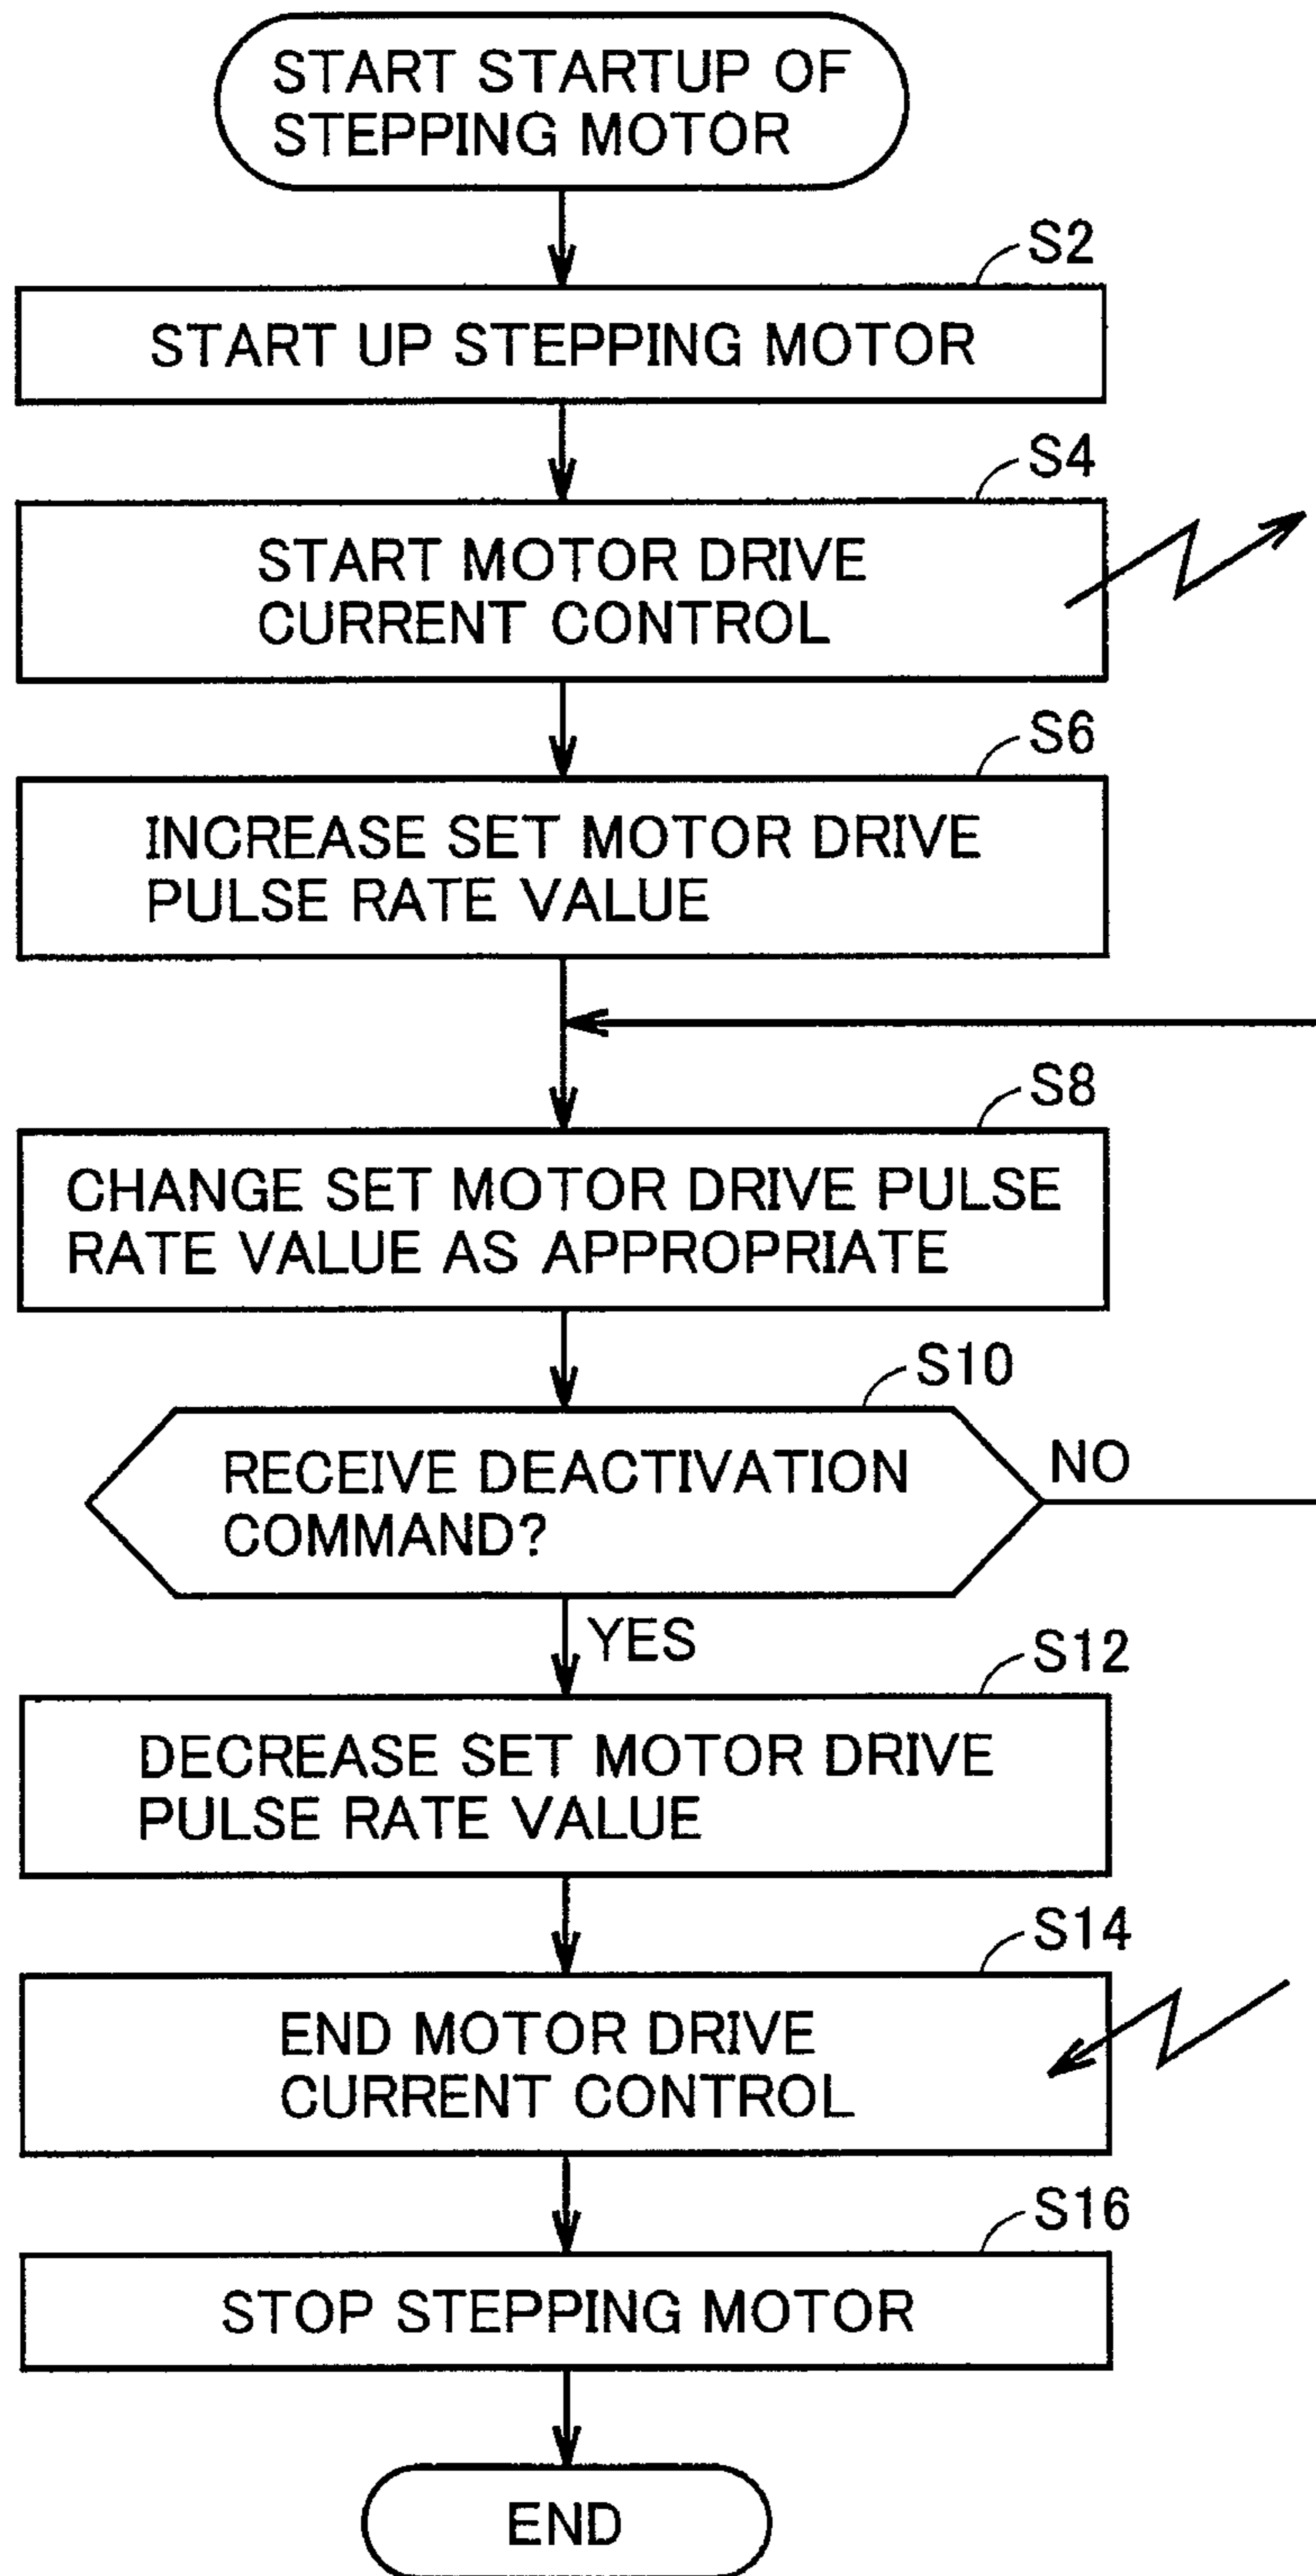 START STARTUP OF
STEPPING MOTOR
S2
START UP STEPPING MOTOR
S4
START MOTOR DRIVE
CURRENT CONTROL
S6
INCREASE SET MOTOR DRIVE
PULSE RATE VALUE
S8
CHANGE SET MOTOR DRIVE PULSE
RATE VALUE AS APPROPRIATE
S10
RECEIVE DEACTIVATION
COMMAND?
NO
YES
S12
DECREASE SET MOTOR DRIVE
PULSE RATE VALUE
S14
END MOTOR DRIVE
CURRENT CONTROL
S16
STOP STEPPING MOTOR
END